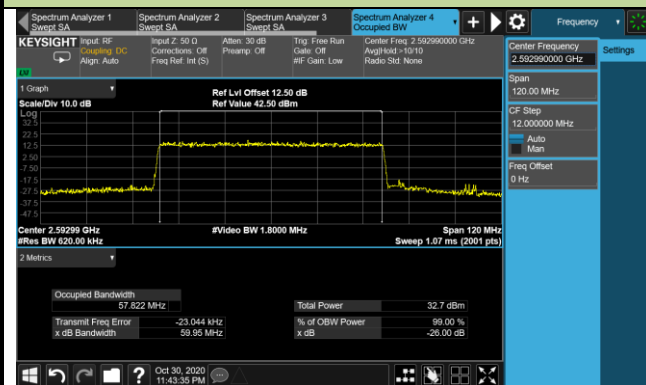 Spectrum Analyzer 1
Swept SA
Spectrum Analyzer 2
Swept SA
Spectrum Analyzer 3
Swept SA
Spectrum Analyzer 4
Occupied BW
Frequency
KEYSIGHT
Input: RF
Coupling: DC
Align: Auto
Input Z: 50 Ω
Corrections: Off
Freq Ref: Int (S)
Atten: 30 dB
Preamp: Off
Trig: Free Run
Gate: Off
#IF Gain: Low
Center Freq: 2.592990000 GHz
Avg|Hold:>10/10
Radio Std: None
Center Frequency
2.592990000 GHz
Settings
Span
120.00 MHz
CF Step
12.000000 MHz
Auto
Man
Freq Offset
0 Hz
1 Graph
Scale/Div 10.0 dB
Ref Lvl Offset 12.50 dB
Ref Value 42.50 dBm
Log
32.5
22.5
12.5
2.50
-7.50
-17.5
-27.5
-37.5
-47.5
Center 2.59299 GHz
#Res BW 620.00 kHz
#Video BW 1.8000 MHz
Span 120 MHz
Sweep 1.07 ms (2001 pts)
2 Metrics
Occupied Bandwidth
57.822 MHz
Total Power
32.7 dBm
Transmit Freq Error
-23.044 kHz
% of OBW Power
99.00 %
x dB Bandwidth
59.95 MHz
x dB
-26.00 dB
?
Oct 30, 2020
11:43:35 PM